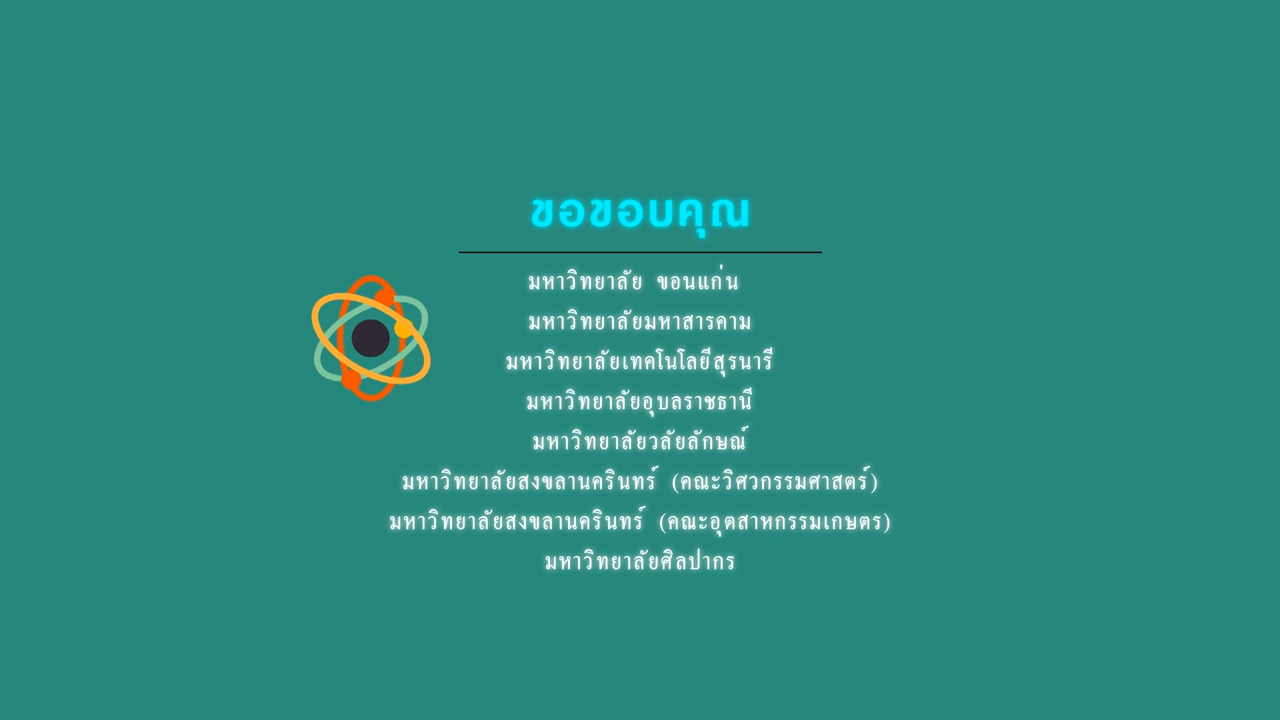 ขอขอบคุณ
มหาวิทยาลัย ขอนแก่น
มหาวิทยาลัยมหาสารคาม
มหาวิทยาลัยเทคโนโลยีสุรนารี
มหาวิทยาลัยอุบลราชธานี
มหาวิทยาลัยวลัยลักษณ์
มหาวิทยาลัยสงขลานครินทร์ (คณะวิศวกรรมศาสตร์)
มหาวิทยาลัยสงขลานครินทร์ (คณะอุตสาหกรรมเกษตร)
มหาวิทยาลัยศิลปากร